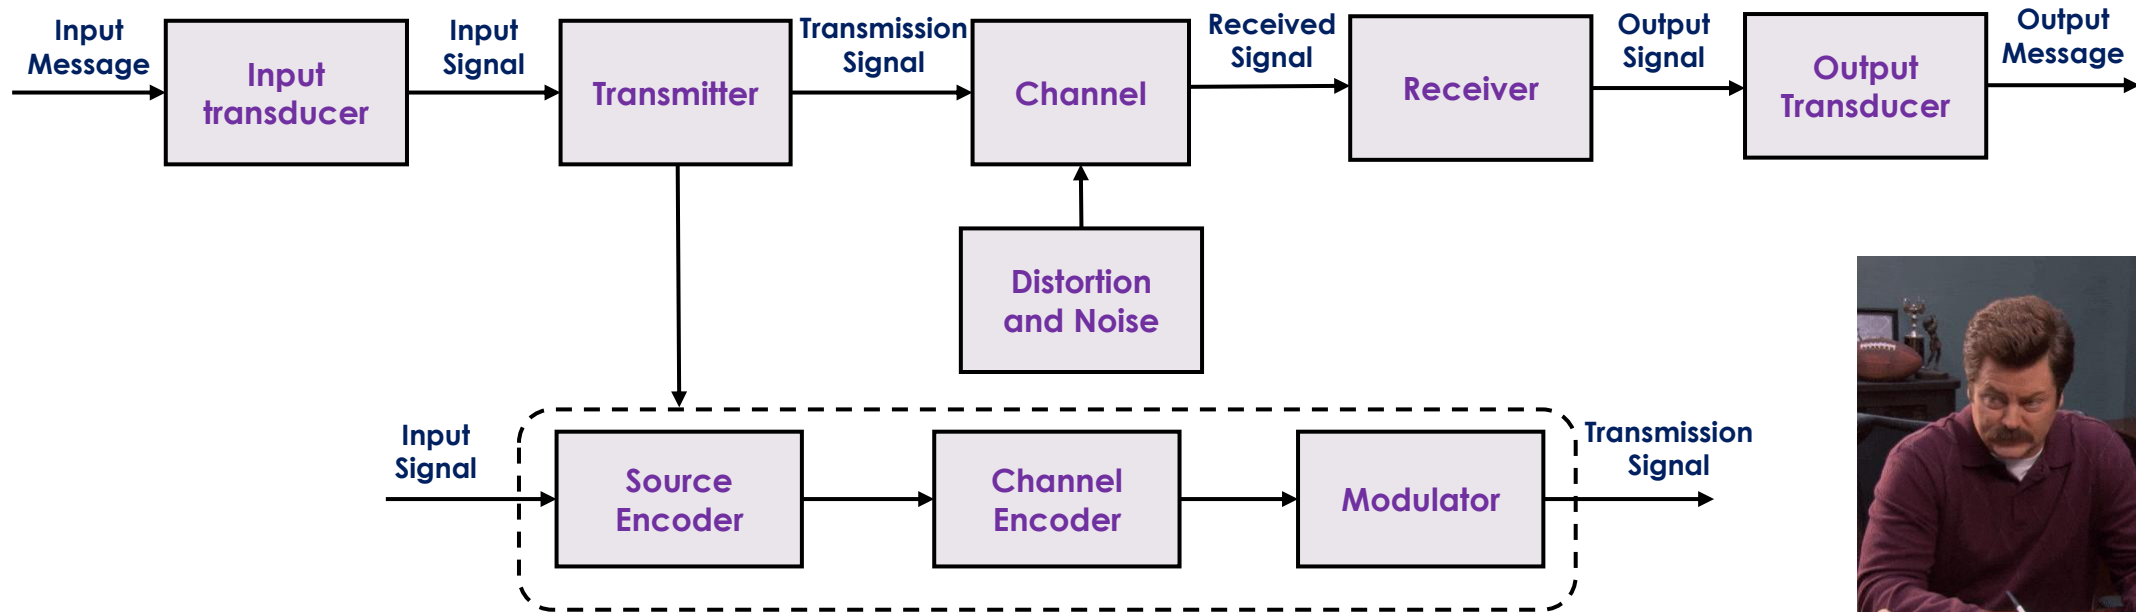 Input
Message
Input
transducer
Input
Signal
Transmitter
Transmission
Signal
Channel
Received
Signal
Receiver
Output
Signal
Output
Transducer
Output
Message
Distortion
and Noise
Input
Signal
Source
Encoder
Channel
Encoder
Modulator
Transmission
Signal